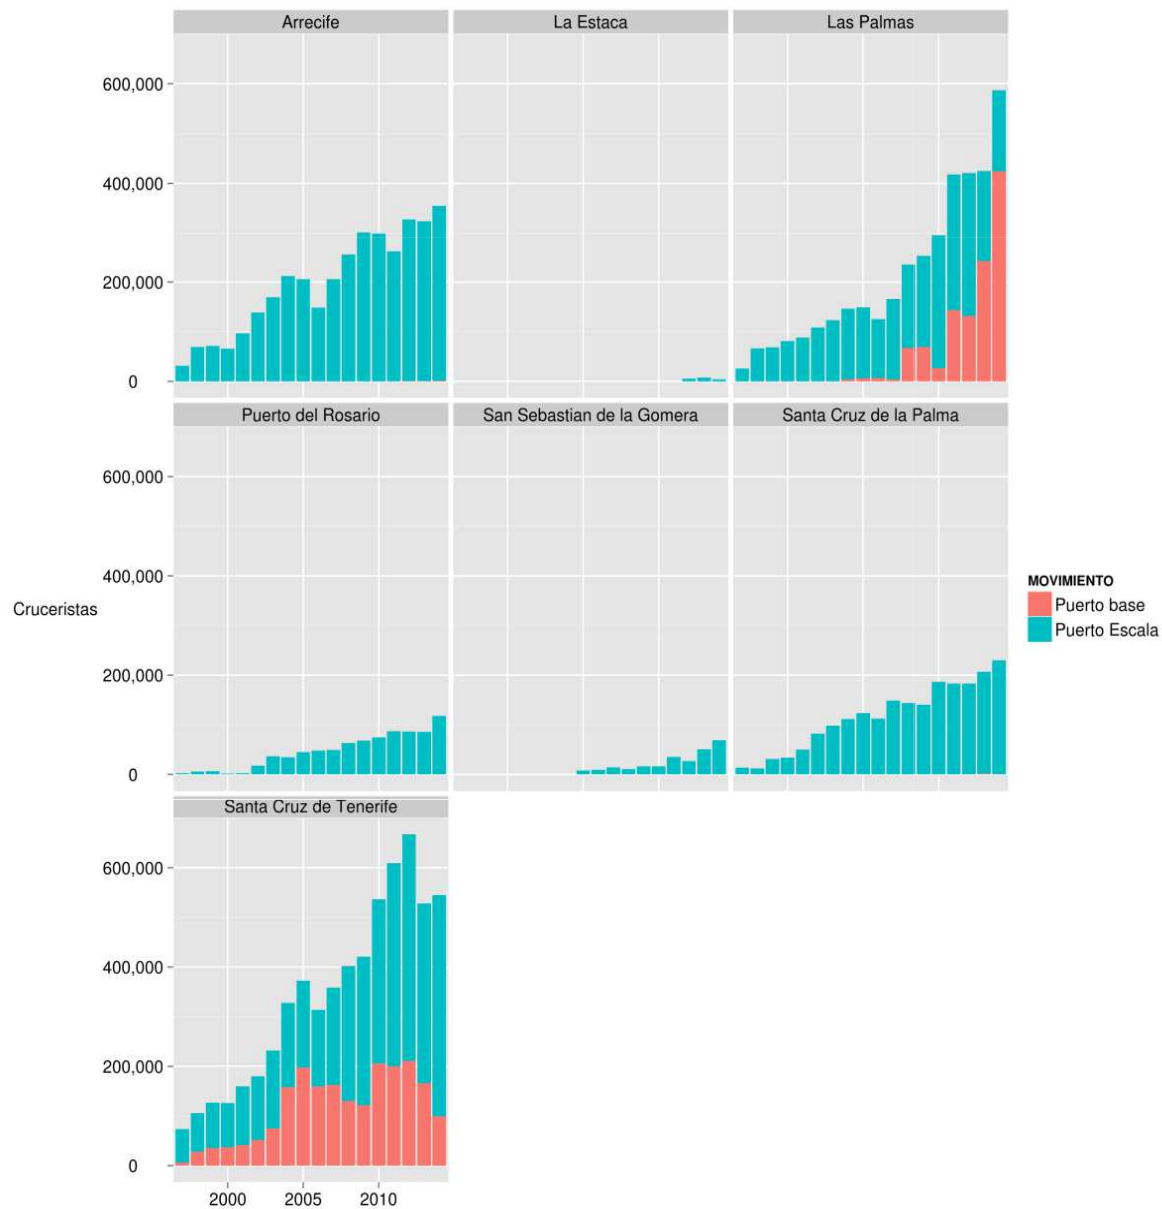 Arrecife
La Estaca
Las Palmas
600,000
400,000
200,000
0
Puerto del Rosario
San Sebastian de la Gomera
Santa Cruz de la Palma
600,000
400,000
200,000
0
Cruceristas
MOVIMIENTO
Puerto base
Puerto Escala
Santa Cruz de Tenerife
600,000
400,000
200,000
0
2000
2005
2010